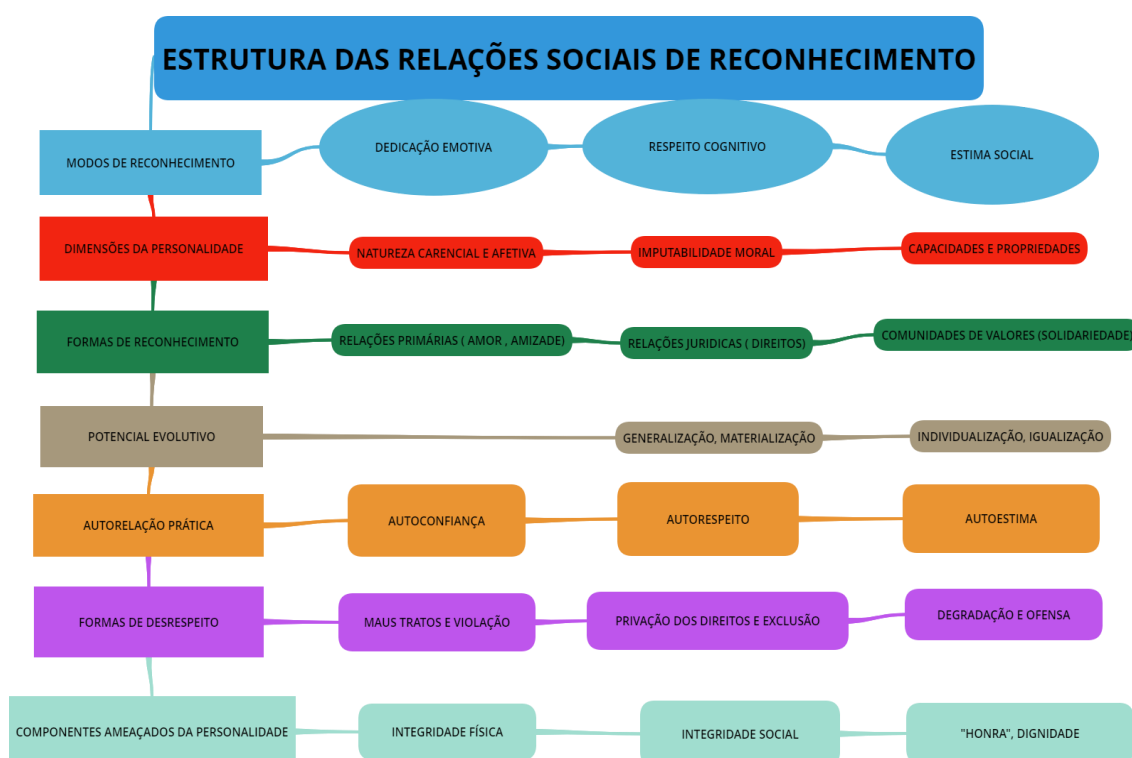 ESTRUTURA DAS RELAÇÕES SOCIAIS DE RECONHECIMENTO
MODOS DE RECONHECIMENTO
DEDICAÇÃO EMOTIVA
RESPEITO COGNITIVO
ESTIMA SOCIAL
DIMENSÕES DA PERSONALIDADE
NATUREZA CARENCIAL E AFETIVA
IMPUTABILIDADE MORAL
CAPACIDADES E PROPRIEDADES
FORMAS DE RECONHECIMENTO
RELAÇÕES PRIMÁRIAS ( AMOR , AMIZADE)
RELAÇÕES JURIDICAS ( DIREITOS)
COMUNIDADES DE VALORES (SOLIDARIEDADE)
POTENCIAL EVOLUTIVO
GENERALIZAÇÃO, MATERIALIZAÇÃO
INDIVIDUALIZAÇÃO, IGUALIZAÇÃO
AUTORELAÇÃO PRÁTICA
AUTOCONFIANÇA
AUTORESPEITO
AUTOESTIMA
FORMAS DE DESRESPEITO
MAUS TRATOS E VIOLAÇÃO
PRIVAÇÃO DOS DIREITOS E EXCLUSÃO
DEGRADAÇÃO E OFENSA
COMPONENTES AMEAÇADOS DA PERSONALIDADE
INTEGRIDADE FÍSICA
INTEGRIDADE SOCIAL
"HONRA", DIGNIDADE